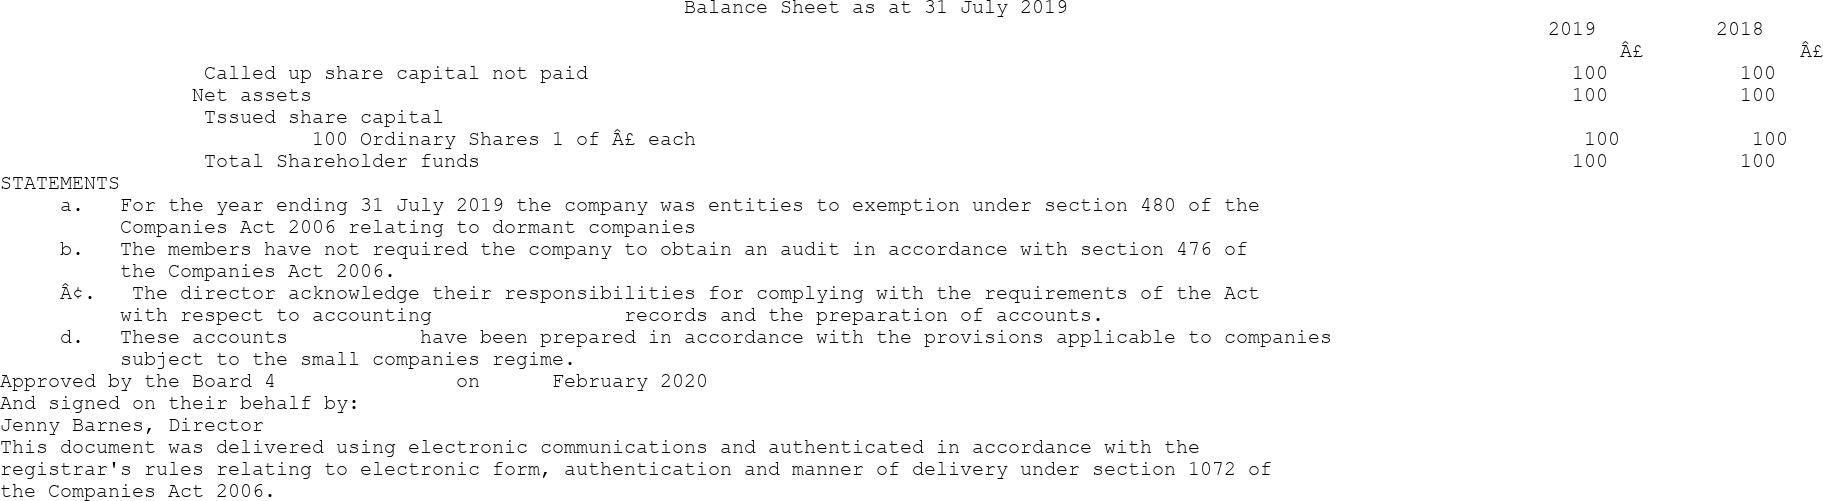 Balance Sheet as at 31 July 2019
2019 2018
Â£ Â£
Called up share capital not paid 100 100
Net assets 100 100
Tssued share capital
100 Ordinary Shares 1 of Â£ each 100 100
Total Shareholder funds 100 100
STATEMENTS
a. For the year ending 31 July 2019 the company was entities to exemption under section 480 of the
Companies Act 2006 relating to dormant companies
b. The members have not required the company to obtain an audit in accordance with section 476 of
the Companies Act 2006.
Â¢. The director acknowledge their responsibilities for complying with the requirements of the Act
with respect to accounting records and the preparation of accounts.
d. These accounts have been prepared in accordance with the provisions applicable to companies
subject to the small companies regime.
Approved by the Board 4 on February 2020
And signed on their behalf by:
Jenny Barnes, Director
This document was delivered using electronic communications and authenticated in accordance with the
registrar's rules relating to electronic form, authentication and manner of delivery under section 1072 of
the Companies Act 2006.